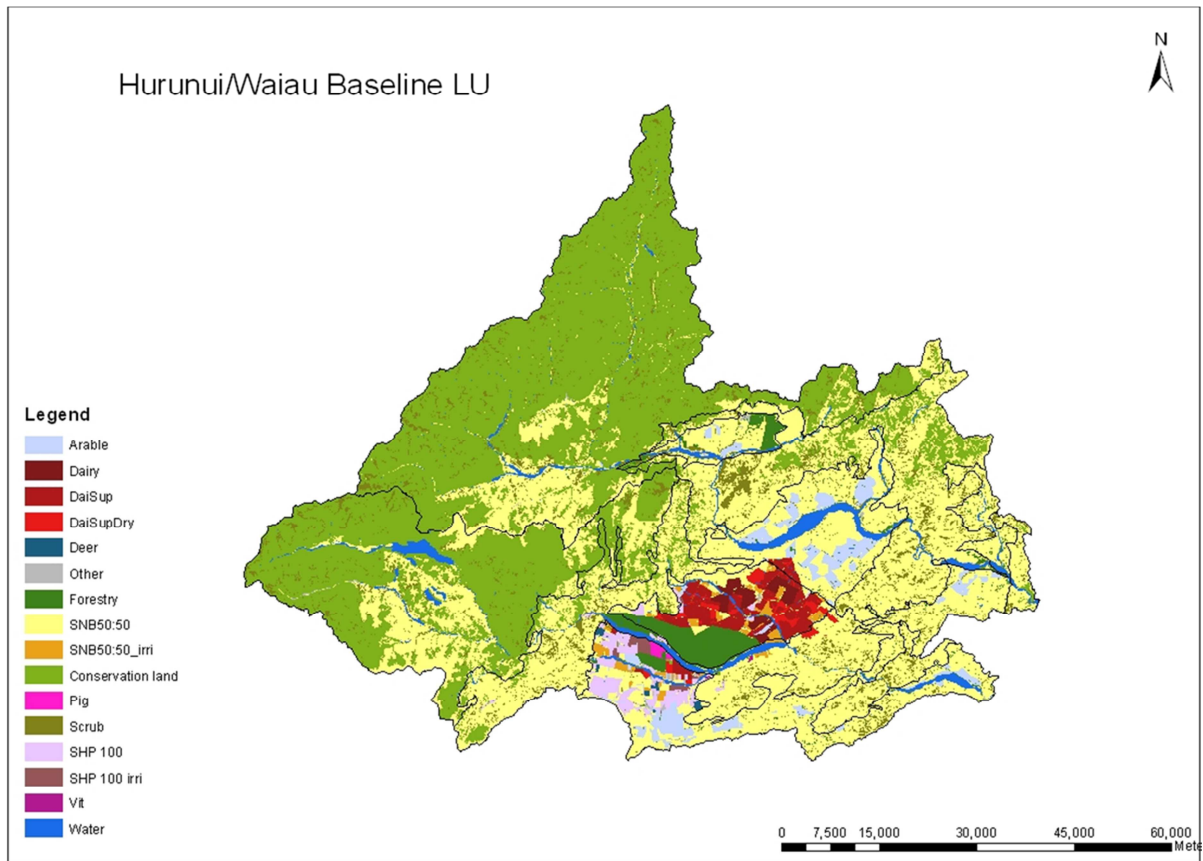 N
Hurunui/Waiau Baseline LU
Legend
Arable
Dairy
DaiSup
DaiSupDry
Deer
Other
Forestry
SNB50:50
SNB50:50_irri
Conservation land
Pig
Scrub
SHP 100
SHP 100 irri
Vit
Water
0 7,500 15,000 30,000 45,000 60,000
Mete